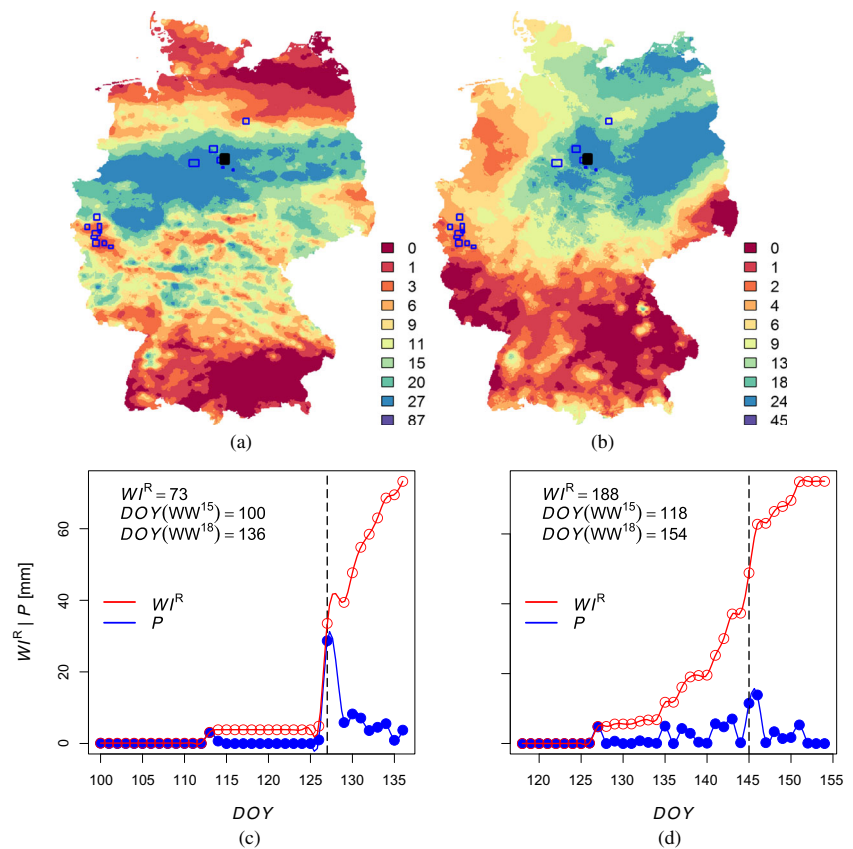 0
1
3
6
9
11
15
20
27
87
(a)
0
1
2
4
6
9
13
18
24
45
(b)
WI^R | P [mm]
60
40
20
0
WI^R = 73
DOY(WW^15) = 100
DOY(WW^18) = 136
WI^R
P
100 105 110 115 120 125 130 135
DOY
(c)
WI^R = 188
DOY(WW^15) = 118
DOY(WW^18) = 154
WI^R
P
120 125 130 135 140 145 150 155
DOY
(d)